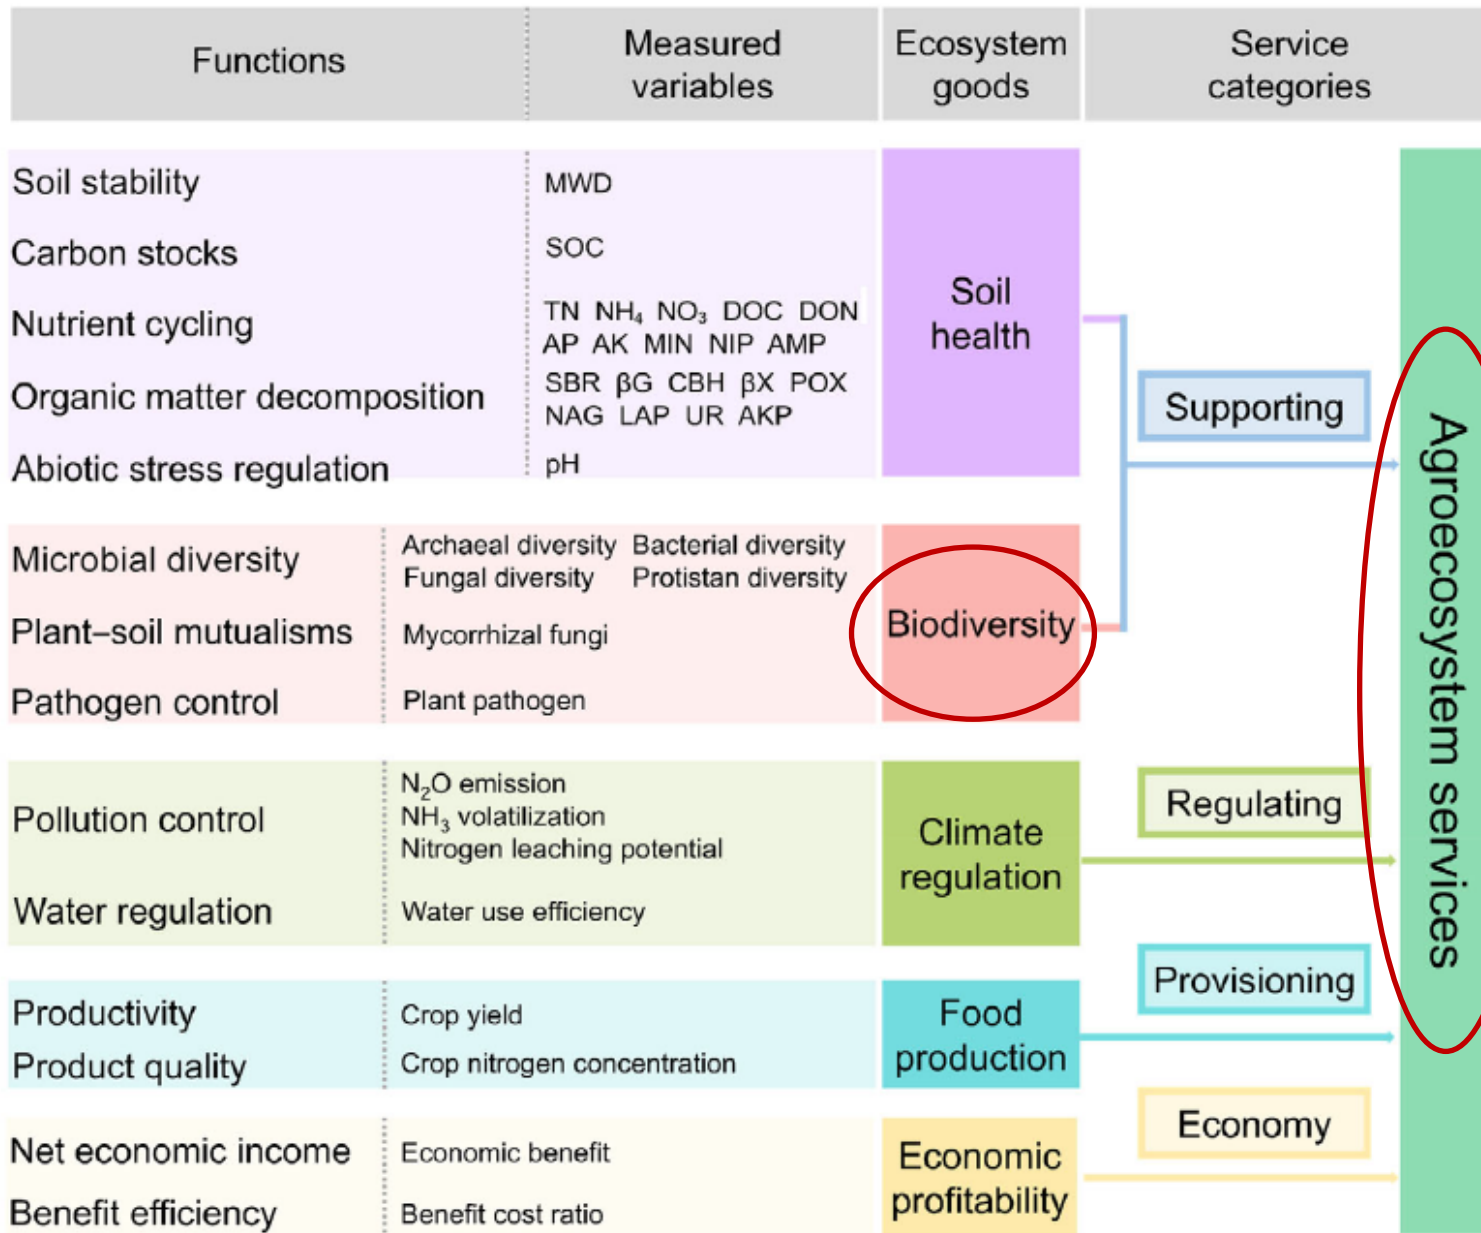 Functions
Measured
variables
Ecosystem
goods
Service
categories
Soil stability
MWD
Carbon stocks
SOC
Nutrient cycling
TN NH₄ NO₃ DOC DON
AP AK MIN NIP AMP
Organic matter decomposition
SBR βG CBH βX POX
NAG LAP UR AKP
Abiotic stress regulation
pH
Soil
health
Supporting
Microbial diversity
Archaeal diversity Bacterial diversity
Fungal diversity Protistan diversity
Plant–soil mutualisms
Mycorrhizal fungi
Pathogen control
Plant pathogen
Biodiversity
Pollution control
N₂O emission
NH₃ volatilization
Nitrogen leaching potential
Water regulation
Water use efficiency
Climate
regulation
Regulating
Productivity
Crop yield
Product quality
Crop nitrogen concentration
Food
production
Provisioning
Net economic income
Economic benefit
Benefit efficiency
Benefit cost ratio
Economic
profitability
Economy
Agroecosystem services